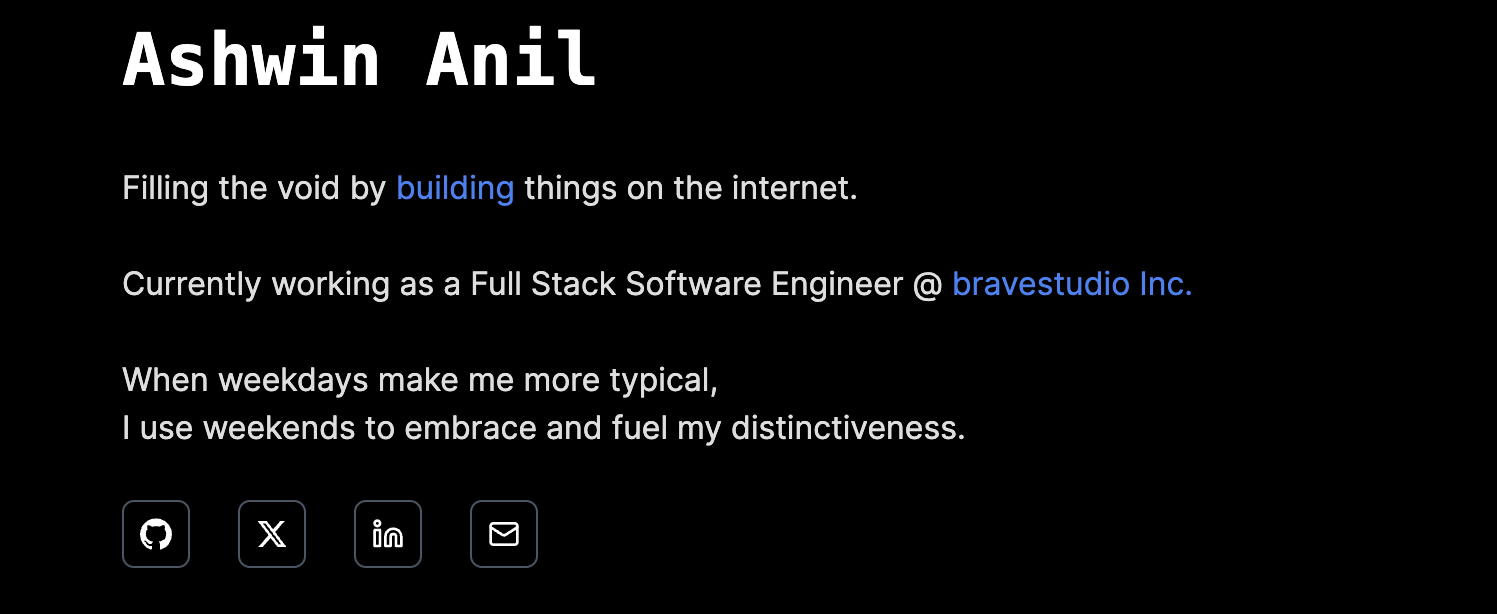 Ashwin Anil
Filling the void by building things on the internet.
Currently working as a Full Stack Software Engineer @ bravestudio Inc.
When weekdays make me more typical,
I use weekends to embrace and fuel my distinctiveness.